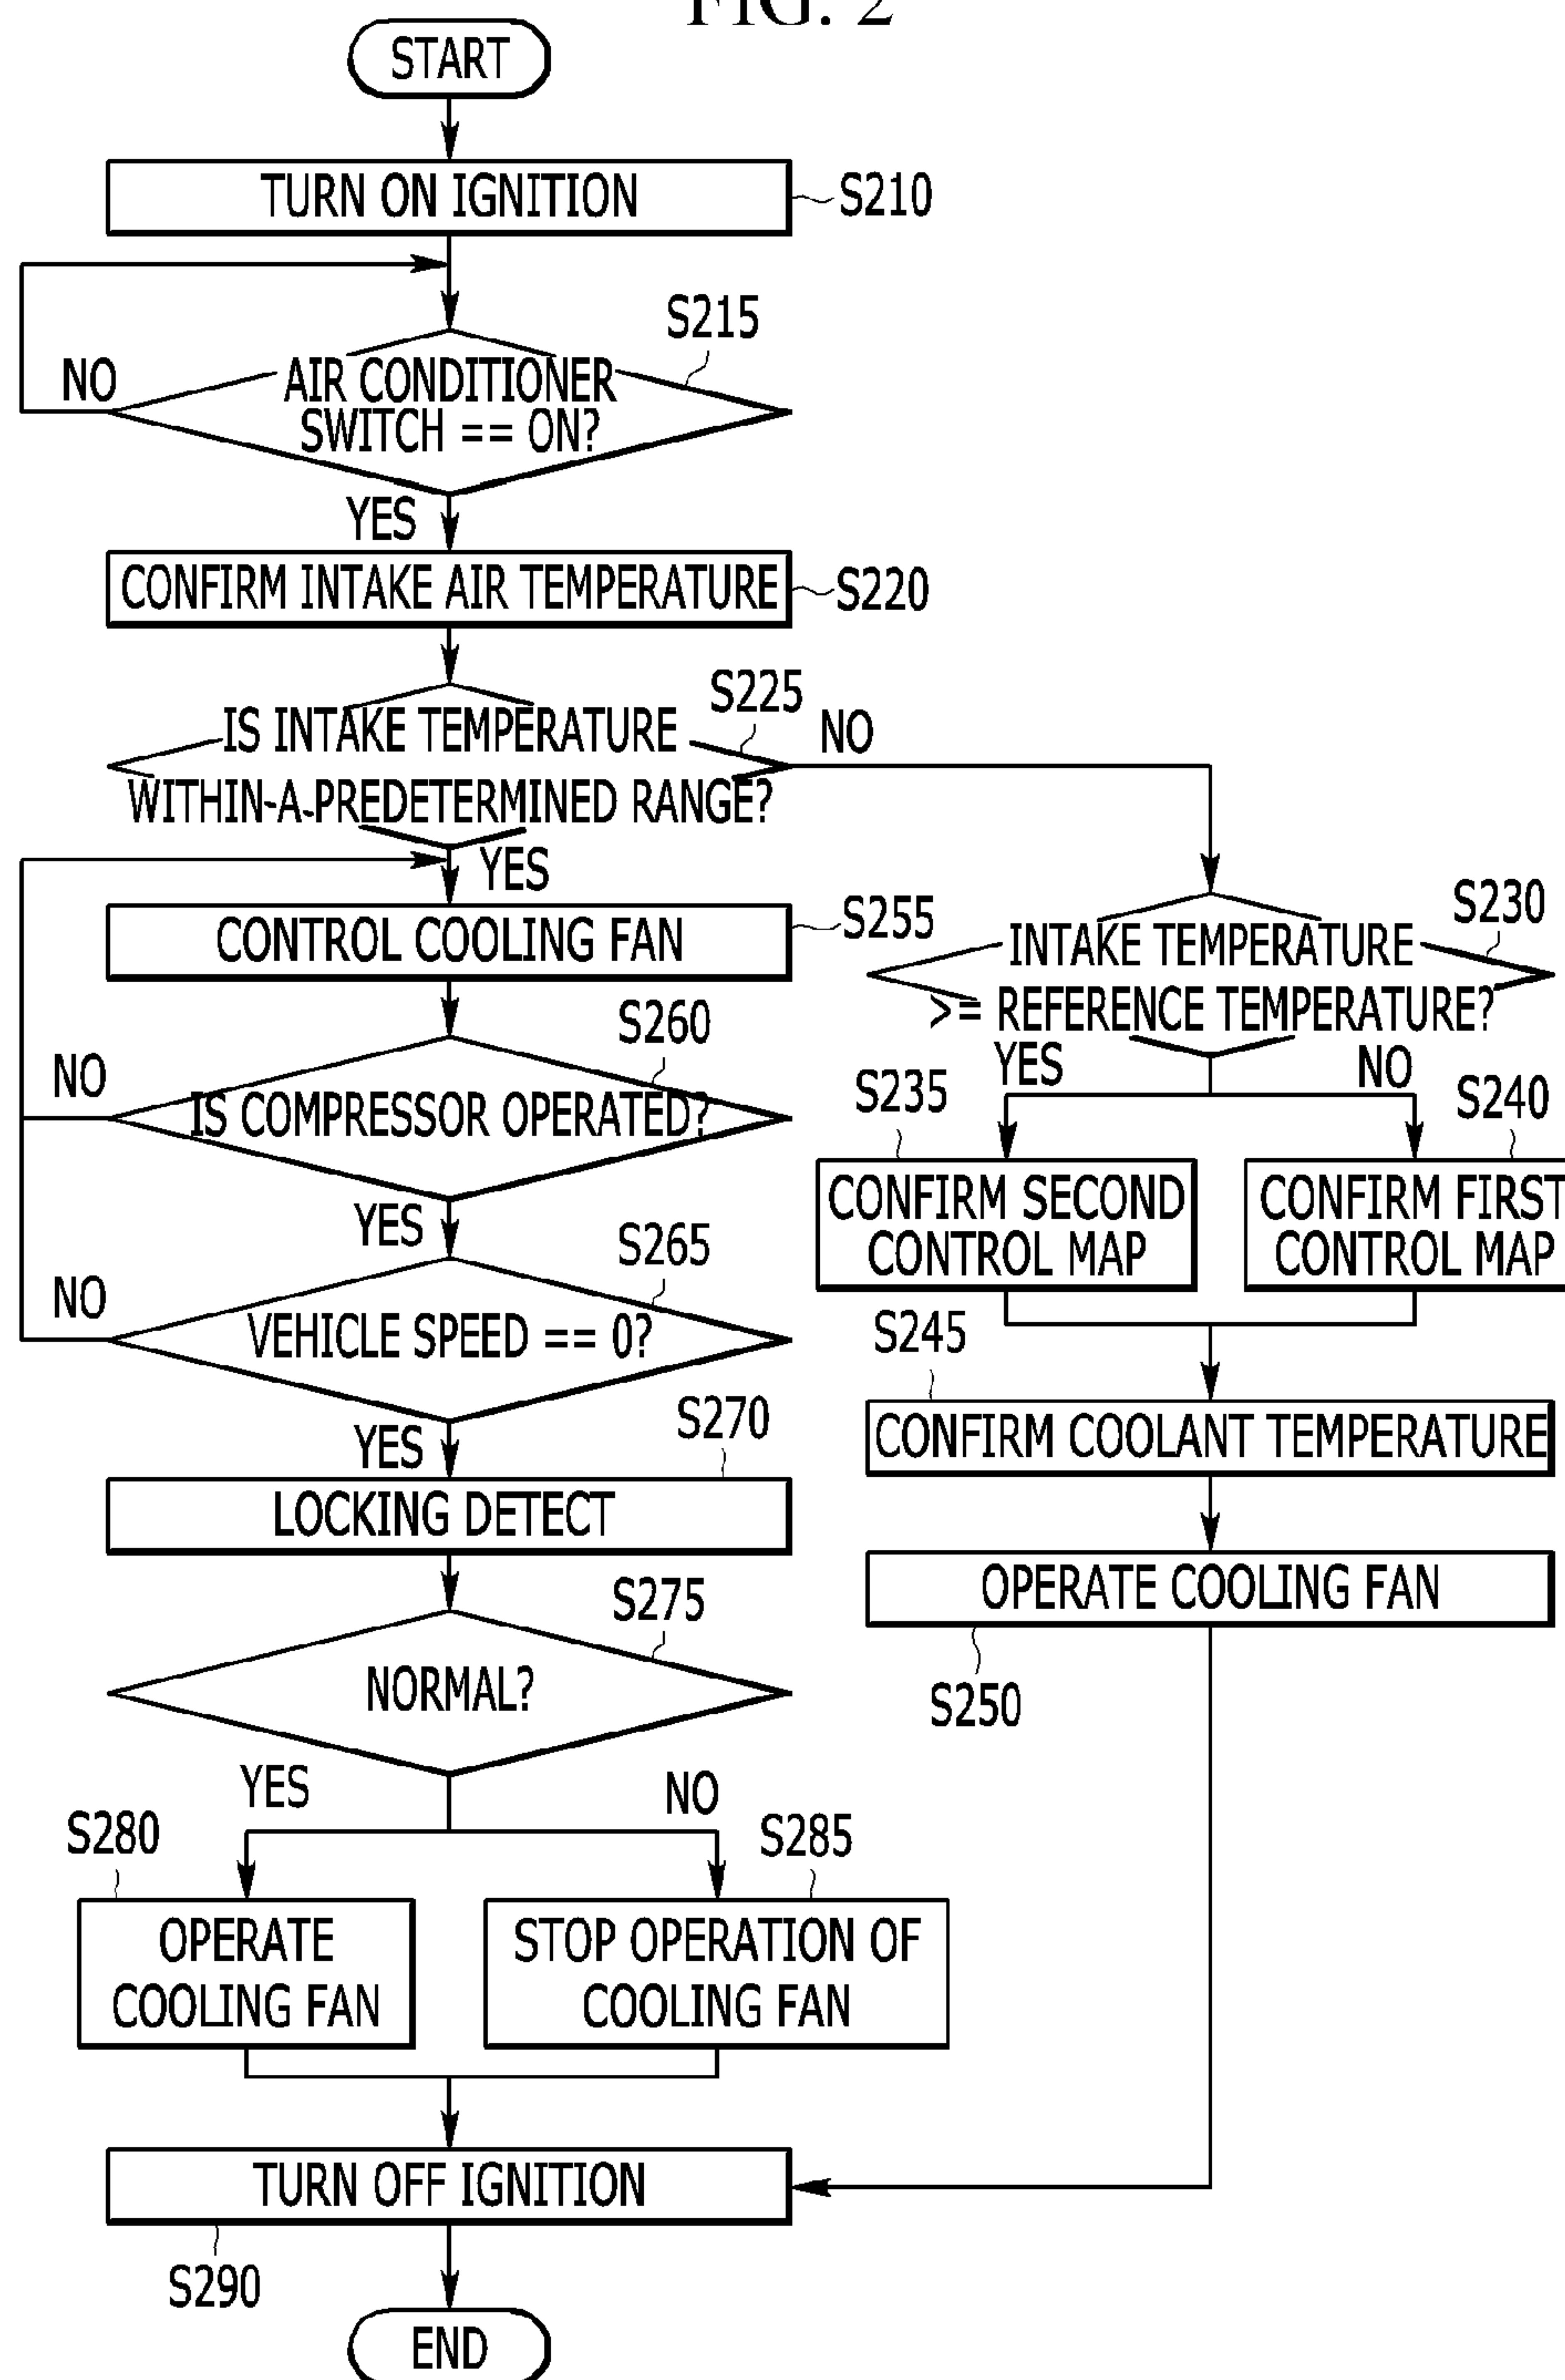 FIG. 2
START
TURN ON IGNITION
S210
S215
NO
AIR CONDITIONER
SWITCH == ON?
YES
CONFIRM INTAKE AIR TEMPERATURE
S220
S225
NO
IS INTAKE TEMPERATURE
WITHIN-A-PREDETERMINED RANGE?
YES
CONTROL COOLING FAN
S255
S230
INTAKE TEMPERATURE
>= REFERENCE TEMPERATURE?
S260
NO
IS COMPRESSOR OPERATED?
YES
NO
S235
S240
CONFIRM SECOND
CONTROL MAP
CONFIRM FIRST
CONTROL MAP
YES
S265
NO
VEHICLE SPEED == 0?
S245
CONFIRM COOLANT TEMPERATURE
YES
S270
LOCKING DETECT
OPERATE COOLING FAN
S250
S275
NORMAL?
YES
NO
S280
S285
OPERATE
COOLING FAN
STOP OPERATION OF
COOLING FAN
TURN OFF IGNITION
S290
END